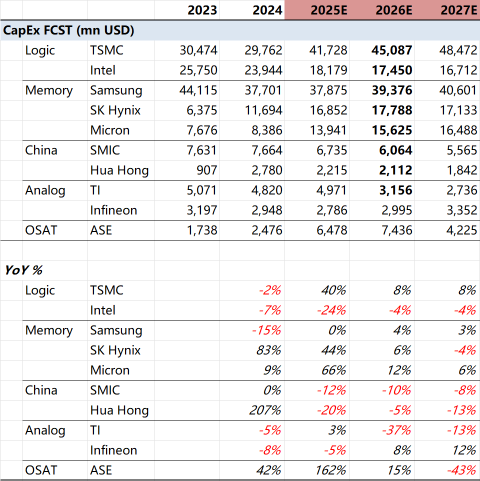 2023 2024 2025E 2026E 2027E
CapEx FCST (mn USD)
Logic TSMC 30,474 29,762 41,728 45,087 48,472
Intel 25,750 23,944 18,179 17,450 16,712
Memory Samsung 44,115 37,701 37,875 39,376 40,601
SK Hynix 6,375 11,694 16,852 17,788 17,133
Micron 7,676 8,386 13,941 15,625 16,488
China SMIC 7,631 7,664 6,735 6,064 5,565
Hua Hong 907 2,780 2,215 2,112 1,842
Analog TI 5,071 4,820 4,971 3,156 2,736
Infineon 3,197 2,948 2,786 2,995 3,352
OSAT ASE 1,738 2,476 6,478 7,436 4,225
YoY %
Logic TSMC -2% 40% 8% 8%
Intel -7% -24% -4% -4%
Memory Samsung -15% 0% 4% 3%
SK Hynix 83% 44% 6% -4%
Micron 9% 66% 12% 6%
China SMIC 0% -12% -10% -8%
Hua Hong 207% -20% -5% -13%
Analog TI -5% 3% -37% -13%
Infineon -8% -5% 8% 12%
OSAT ASE 42% 162% 15% -43%